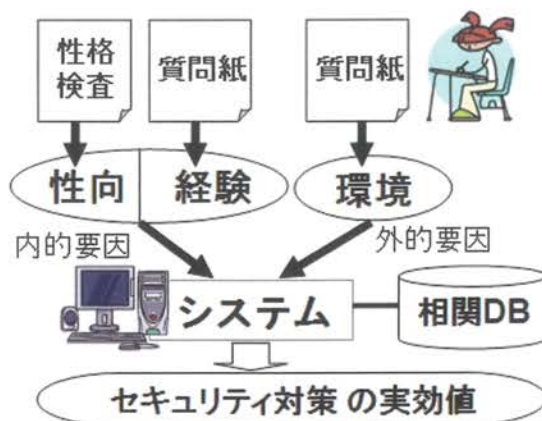 性格
検査
質問紙
質問紙
性向
経験
環境
内的要因
外的要因
システム
相関DB
セキュリティ対策の実効値